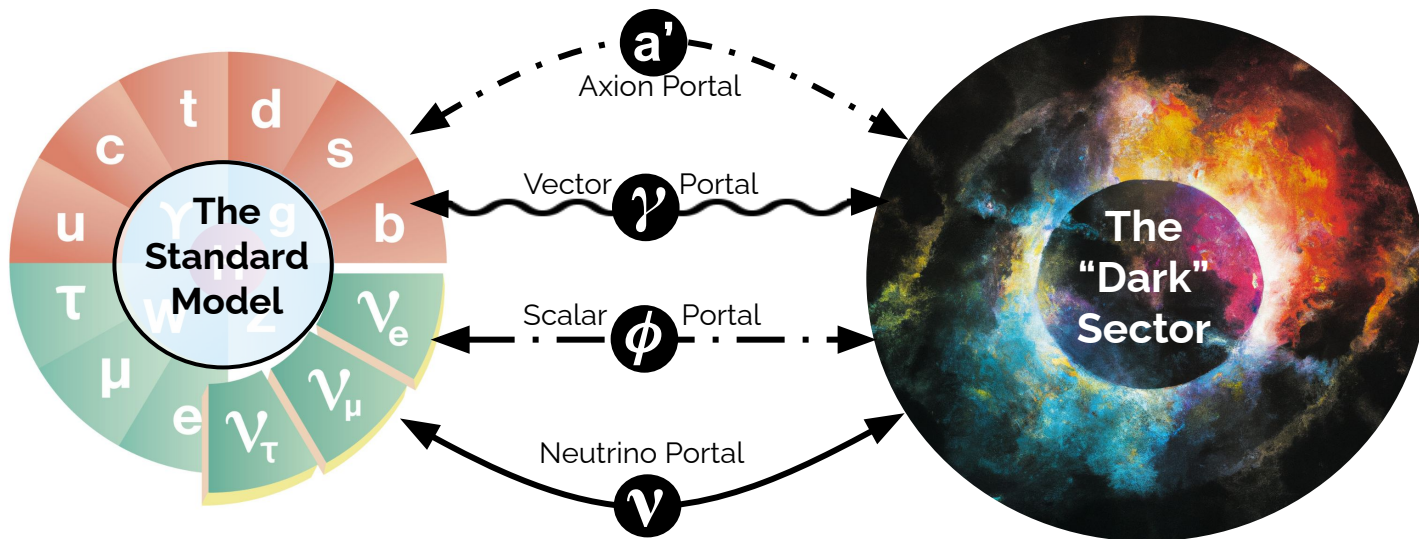 a’
Axion Portal
t
d
c
s
u
b
γ
g
H
W
Z
The
Standard
Model
τ
μ
e
ντ
νμ
νe
Vector γ Portal
Scalar ϕ Portal
Neutrino Portal
ν
The
“Dark”
Sector